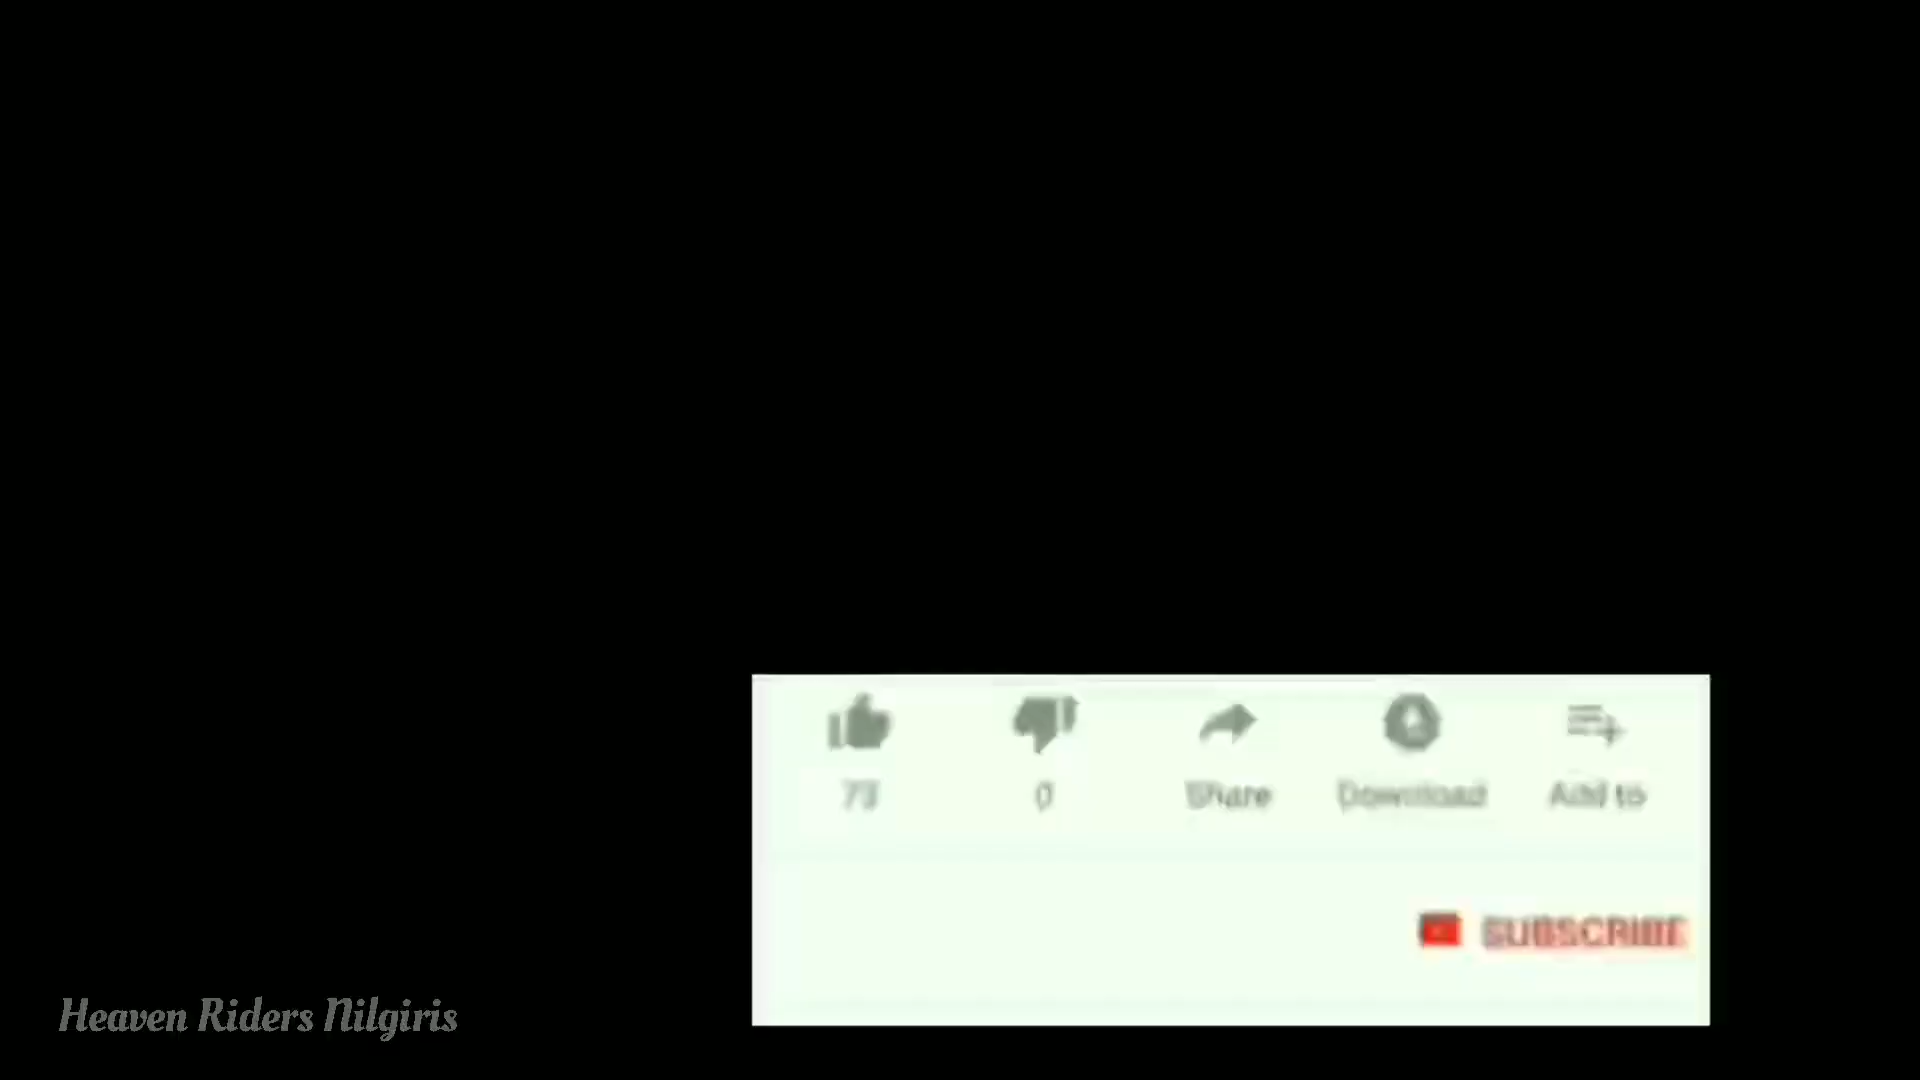 73
0
Share
Download
Add to
SUBSCRIBE
Heaven Riders Nilgiris